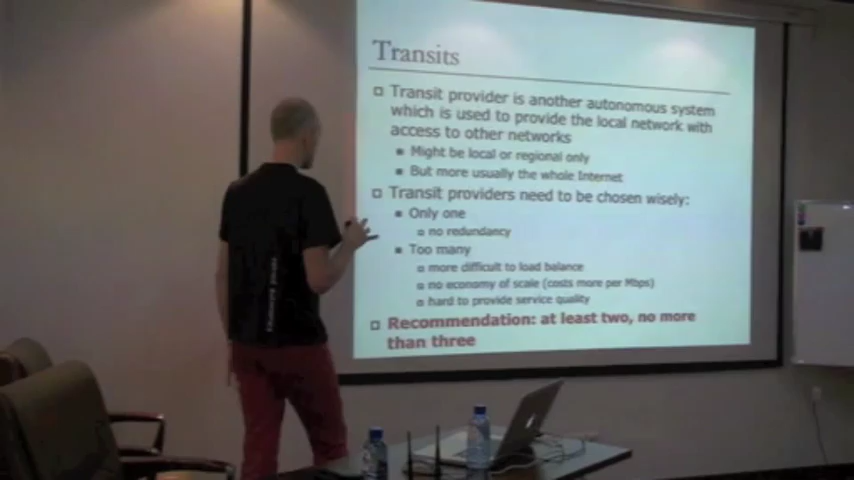 Transits
Transit provider is another autonomous system
which is used to provide the local network with
access to other networks
Might be local or regional only
But more usually the whole Internet
Transit providers need to be chosen wisely:
Only one
no redundancy
Too many
more difficult to load balance
no economy of scale (costs more per Mbps)
hard to provide service quality
Recommendation: at least two, no more
than three